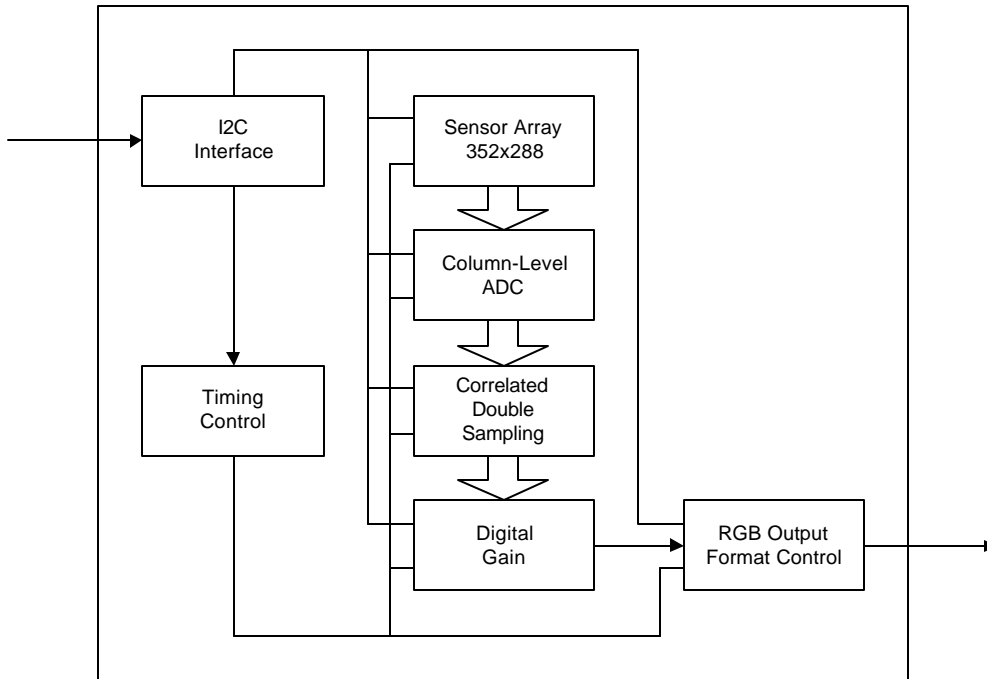 I2C
Interface
Sensor Array
352x288
Column-Level
ADC
Timing
Control
Correlated
Double
Sampling
Digital
Gain
RGB Output
Format Control